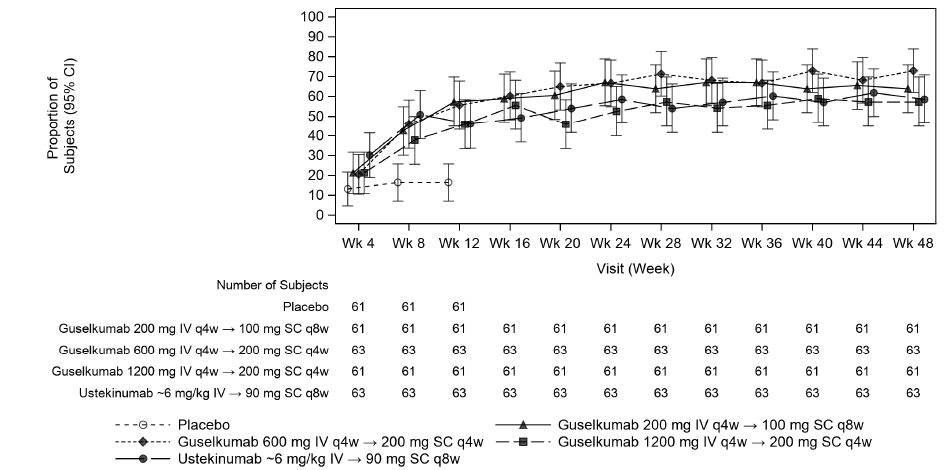 Proportion of
Subjects (95% CI)
100
90
80
70
60
50
40
30
20
10
0
Wk 4 Wk 8 Wk 12 Wk 16 Wk 20 Wk 24 Wk 28 Wk 32 Wk 36 Wk 40 Wk 44 Wk 48
Visit (Week)
Number of Subjects
Placebo 61 61 61
Guselkumab 200 mg IV q4w → 100 mg SC q8w 61 61 61 61 61 61 61 61 61 61 61 61
Guselkumab 600 mg IV q4w → 200 mg SC q4w 63 63 63 63 63 63 63 63 63 63 63 63
Guselkumab 1200 mg IV q4w → 200 mg SC q4w 61 61 61 61 61 61 61 61 61 61 61 61
Ustekinumab ~6 mg/kg IV → 90 mg SC q8w 63 63 63 63 63 63 63 63 63 63 63 63
Placebo Guselkumab 200 mg IV q4w → 100 mg SC q8w
Guselkumab 600 mg IV q4w → 200 mg SC q4w Guselkumab 1200 mg IV q4w → 200 mg SC q4w
Ustekinumab ~6 mg/kg IV → 90 mg SC q8w